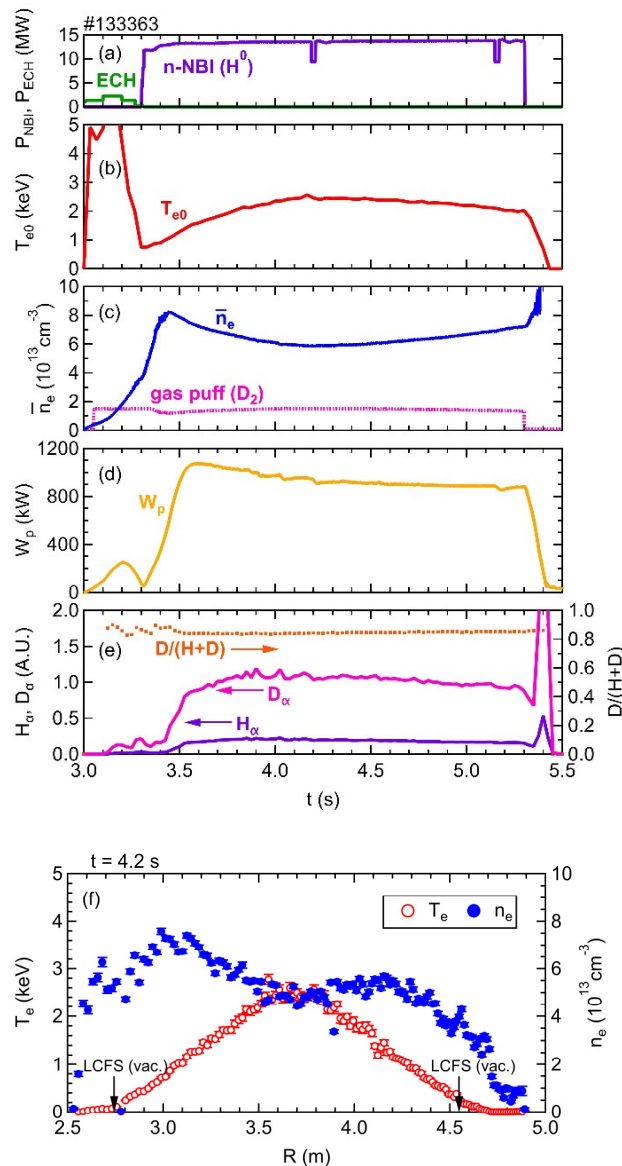 #133363
P_NBI, P_ECH (MW)
15
10
5
0
(a)
n-NBI (H⁰)
ECH
T_e0 (keV)
5
4
3
2
1
0
(b)
T_e0
n̅_e (10¹³cm⁻³)
10
8
6
4
2
0
(c)
n̅_e
gas puff (D₂)
W_p (kW)
1200
800
400
0
(d)
W_p
H_α, D_α (A.U.)
2.0
1.5
1.0
0.5
0.0
(e)
D/(H+D)
D_α
H_α
1.0
0.8
0.6
0.4
0.2
0
D/(H+D)
3.0 3.5 4.0 4.5 5.0 5.5
t (s)
t = 4.2 s
T_e (keV)
5
4
3
2
1
0
(f)
T_e n_e
LCFS (vac.)
LCFS (vac.)
10
8
6
4
2
0
n_e (10¹³cm⁻³)
2.5 3.0 3.5 4.0 4.5 5.0
R (m)